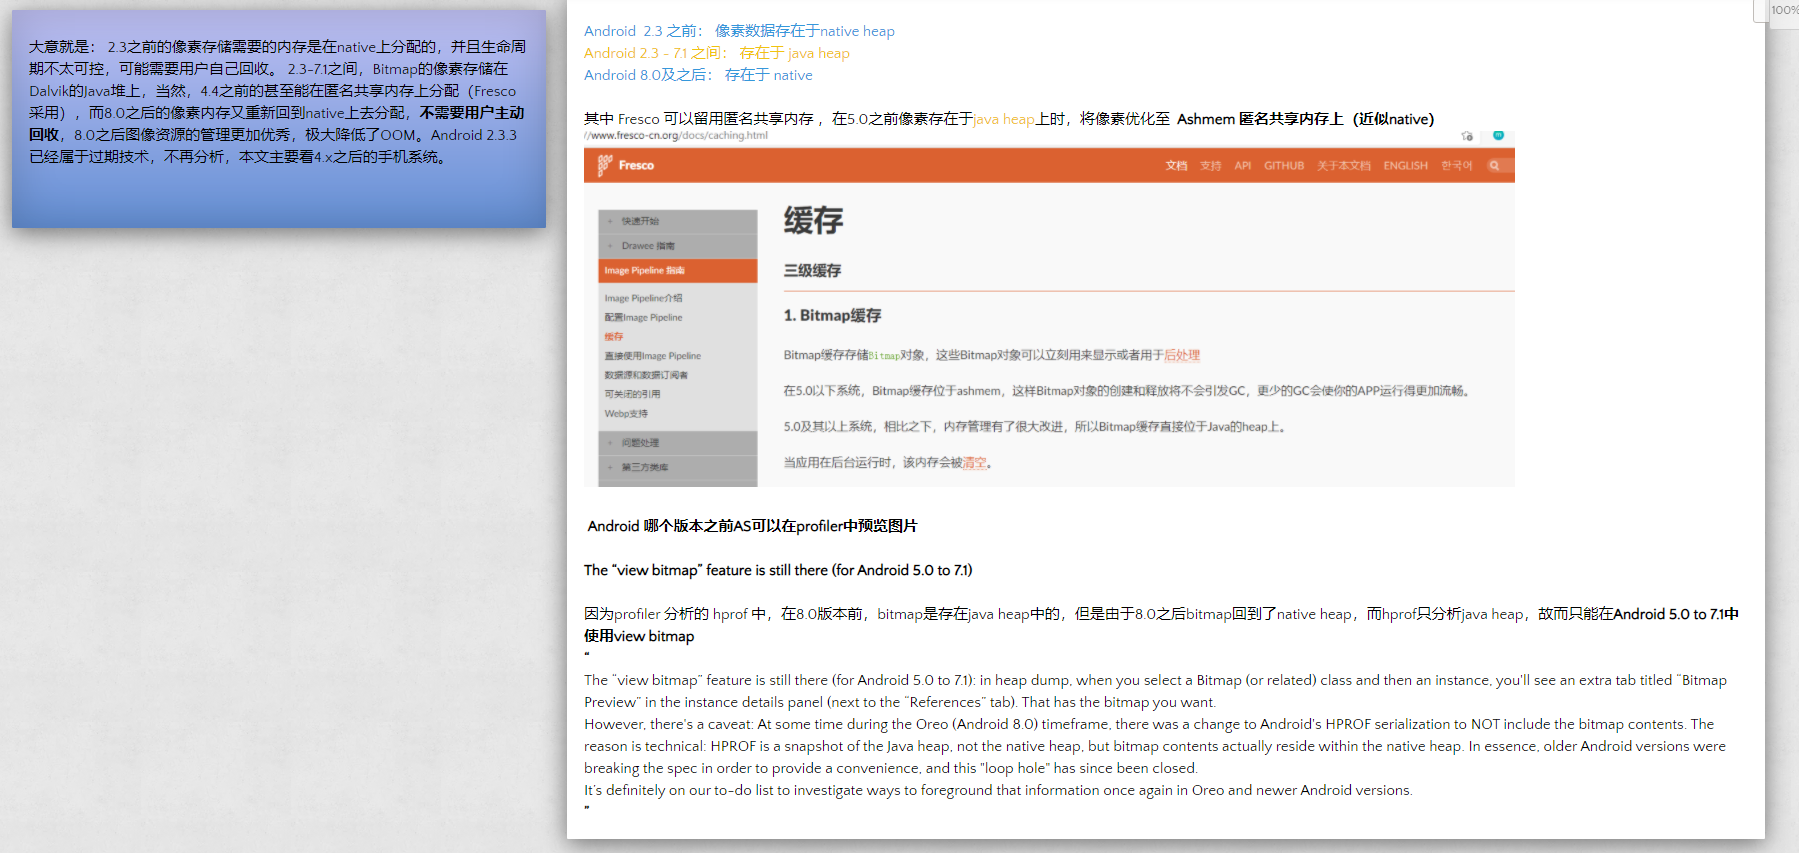 大意就是： 2.3之前的像素存储需要的内存是在native上分配的，并且生命周
期不太可控，可能需要用户自己回收。 2.3-7.1之间，Bitmap的像素存储在
Dalvik的Java堆上，当然，4.4之前的甚至能在匿名共享内存上分配（Fresco
采用），而8.0之后的像素内存又重新回到native上去分配，不需要用户主动
回收，8.0之后图像资源的管理更加优秀，极大降低了OOM。Android 2.3.3
已经属于过期技术，不再分析，本文主要看4.x之后的手机系统。
100%
Android 2.3 之前： 像素数据存在于native heap
Android 2.3 - 7.1 之间： 存在于 java heap
Android 8.0及之后： 存在于 native
其中 Fresco 可以留用匿名共享内存 ，在5.0之前像素存在于java heap上时，将像素优化至 Ashmem 匿名共享内存上（近似native）
//www.fresco-cn.org/docs/caching.html
Fresco
文档 支持 API GITHUB 关于本文档 ENGLISH 한국어
快速开始
Drawee 指南
Image Pipeline 指南
Image Pipeline介绍
配置Image Pipeline
缓存
直接使用Image Pipeline
数据源和数据订阅者
可关闭的引用
Webp支持
问题处理
第三方类库
缓存
三级缓存
1. Bitmap缓存
Bitmap缓存存储Bitmap对象，这些Bitmap对象可以立刻用来显示或者用于后处理
在5.0以下系统，Bitmap缓存位于ashmem，这样Bitmap对象的创建和释放将不会引发GC，更少的GC会使你的APP运行得更加流畅。
5.0及其以上系统，相比之下，内存管理有了很大改进，所以Bitmap缓存直接位于Java的heap上。
当应用在后台运行时，该内存会被清空。
Android 哪个版本之前AS可以在profiler中预览图片
The “view bitmap” feature is still there (for Android 5.0 to 7.1)
因为profiler 分析的 hprof 中，在8.0版本前，bitmap是存在java heap中的，但是由于8.0之后bitmap回到了native heap，而hprof只分析java heap，故而只能在Android 5.0 to 7.1中
使用view bitmap
“
The “view bitmap” feature is still there (for Android 5.0 to 7.1): in heap dump, when you select a Bitmap (or related) class and then an instance, you'll see an extra tab titled “Bitmap
Preview” in the instance details panel (next to the “References” tab). That has the bitmap you want.
However, there's a caveat: At some time during the Oreo (Android 8.0) timeframe, there was a change to Android's HPROF serialization to NOT include the bitmap contents. The
reason is technical: HPROF is a snapshot of the Java heap, not the native heap, but bitmap contents actually reside within the native heap. In essence, older Android versions were
breaking the spec in order to provide a convenience, and this "loop hole" has since been closed.
It's definitely on our to-do list to investigate ways to foreground that information once again in Oreo and newer Android versions.
”